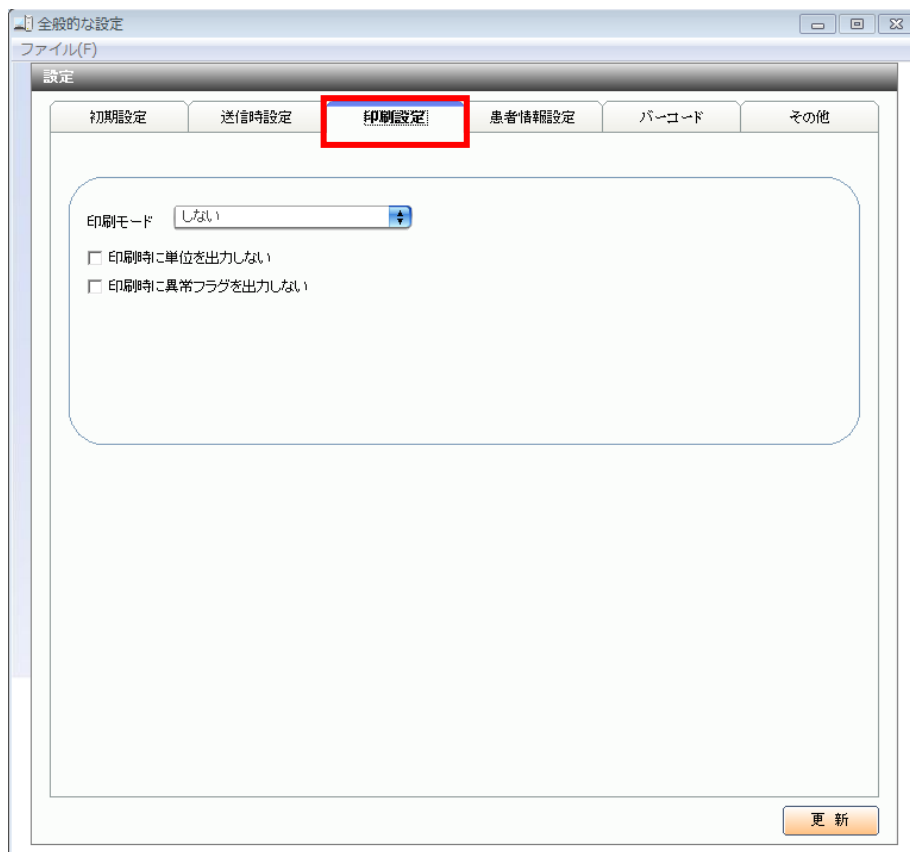 全般的な設定
ファイル(F)
設定
初期設定 送信時設定 印刷設定 患者情報設定 バーコード その他
印刷モード しない
印刷時に単位を出力しない
印刷時に異常フラグを出力しない
更 新